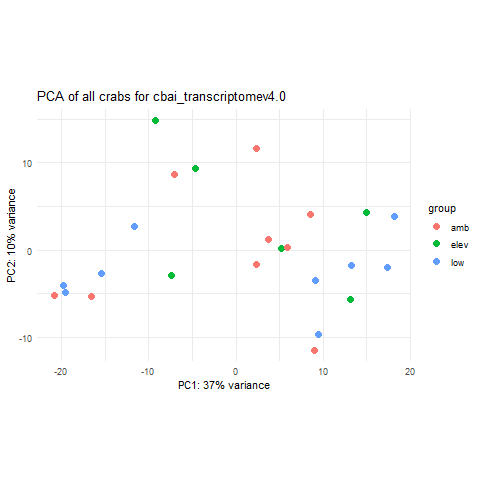 PCA of all crabs for cbai_transcriptomev4.0
PC2: 10% variance
10
0
-10
-20
-10
0
10
20
PC1: 37% variance
group
amb
elev
low